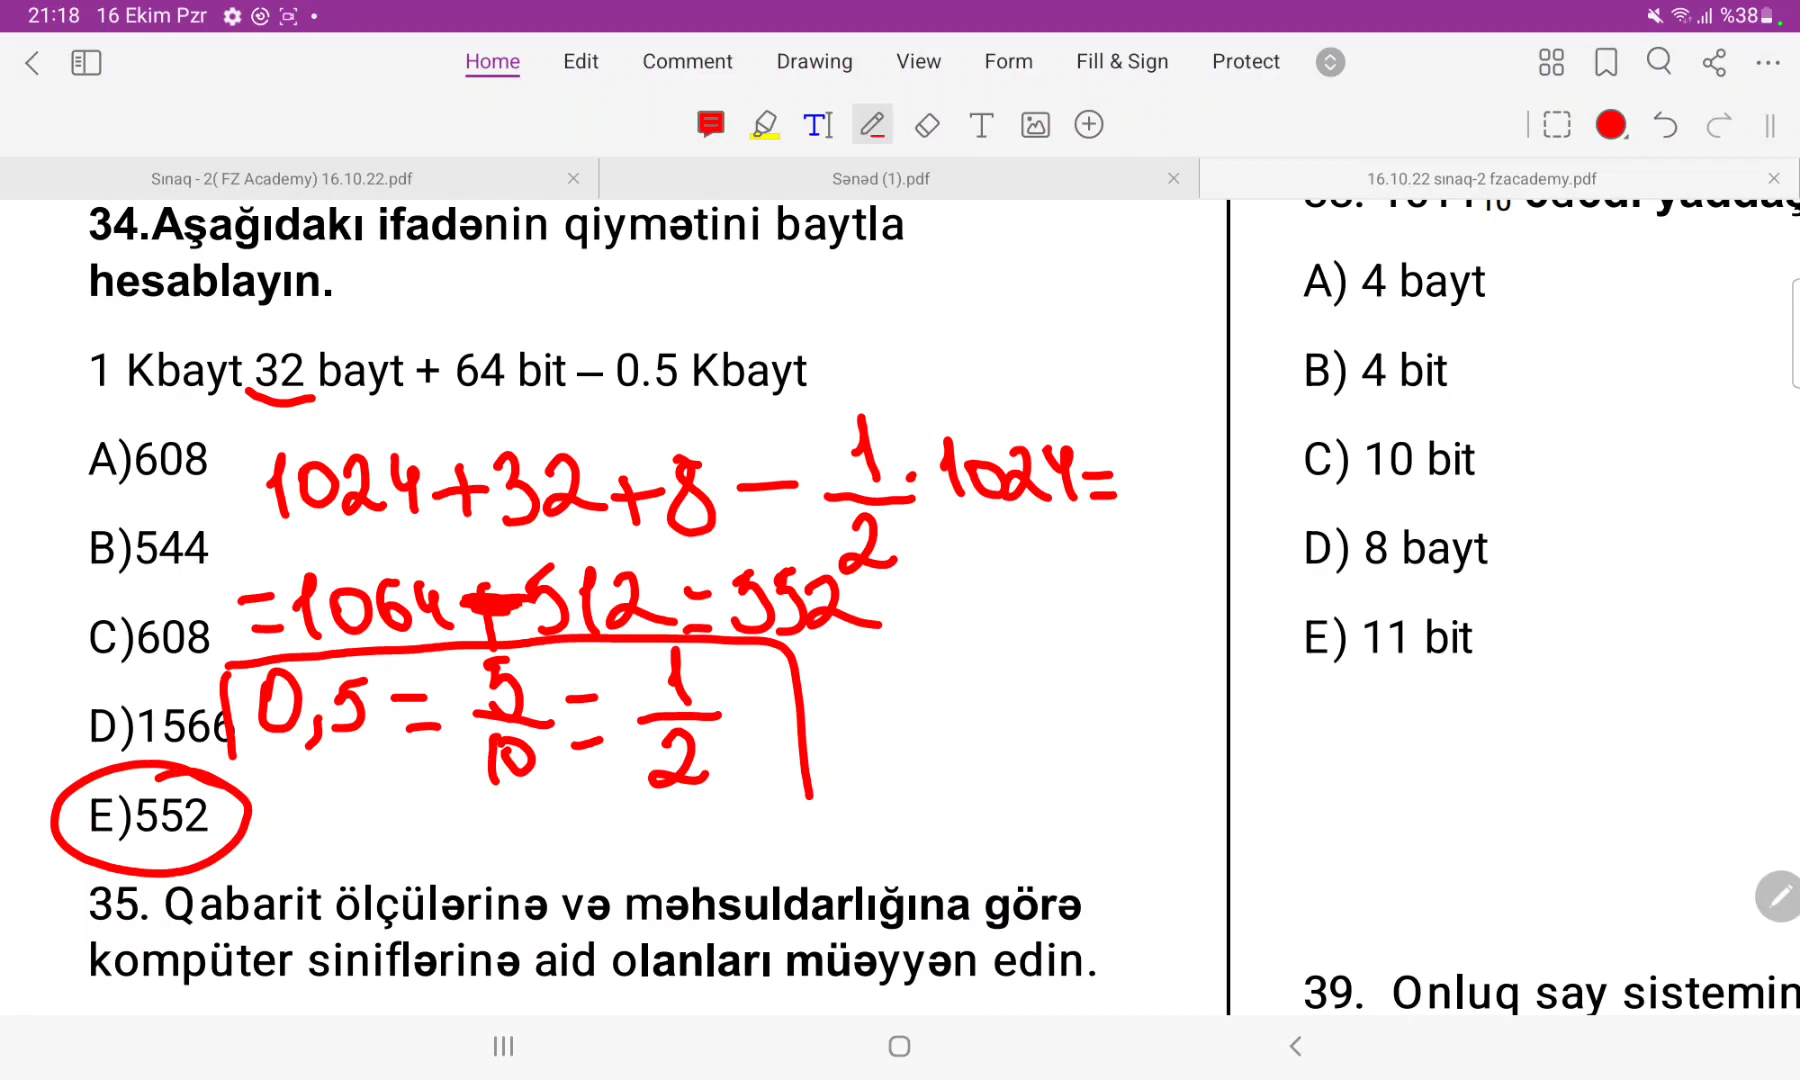 21:18 16 Ekim Pzr
%38
Home Edit Comment Drawing View Form Fill & Sign Protect
Sınaq - 2( FZ Academy) 16.10.22.pdf
Sənəd (1).pdf
16.10.22 sınaq-2 fzacademy.pdf
34.Aşağıdakı ifadənin qiymətini baytla
hesablayın.
1 Kbayt 32 bayt + 64 bit – 0.5 Kbayt
A)608
1024+32+8 - 1/2 · 1024=
B)544
=1064-512=552
C)608
0,5 = 5/10 = 1/2
D)1566
E)552
35. Qabarit ölçülərinə və məhsuldarlığına görə
kompüter siniflərinə aid olanları müəyyən edin.
A) 4 bayt
B) 4 bit
C) 10 bit
D) 8 bayt
E) 11 bit
39. Onluq say sistemin